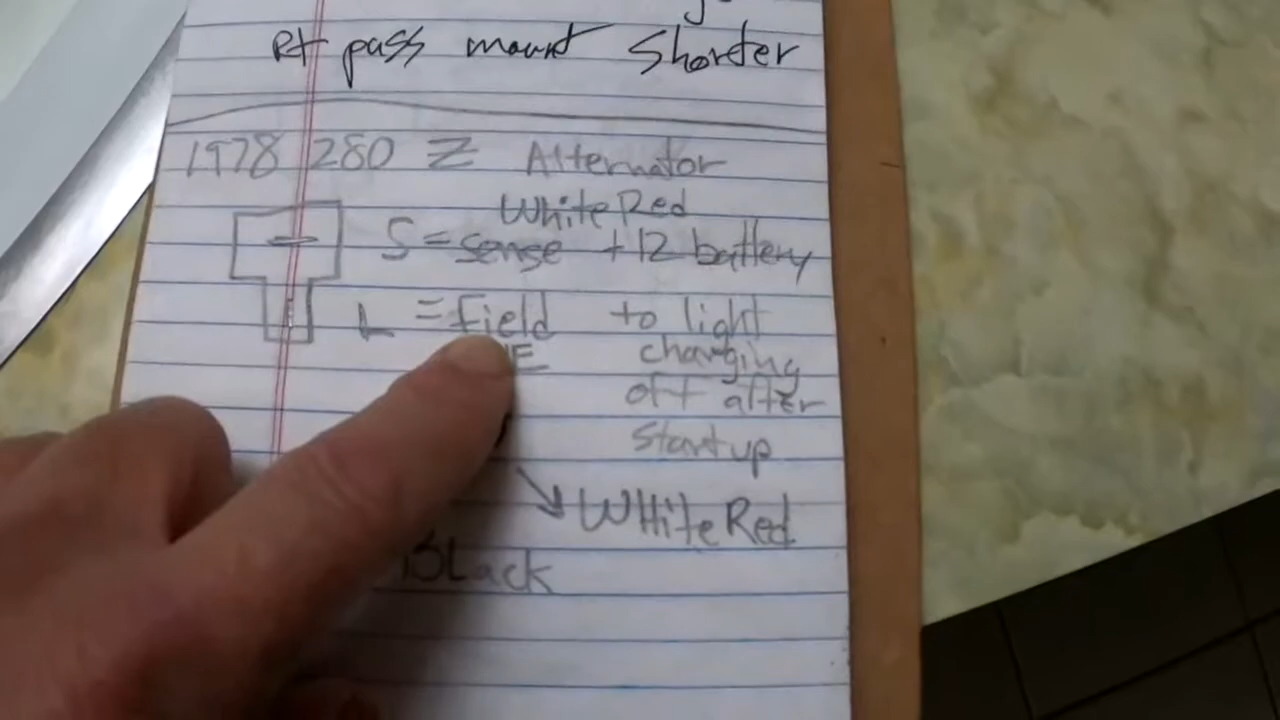 Rt pass mount Shorter
1978 280 Z Alternator
White Red
S = sense +12 battery
L = field to light
charging
off after
startup
WHite Red
BLack